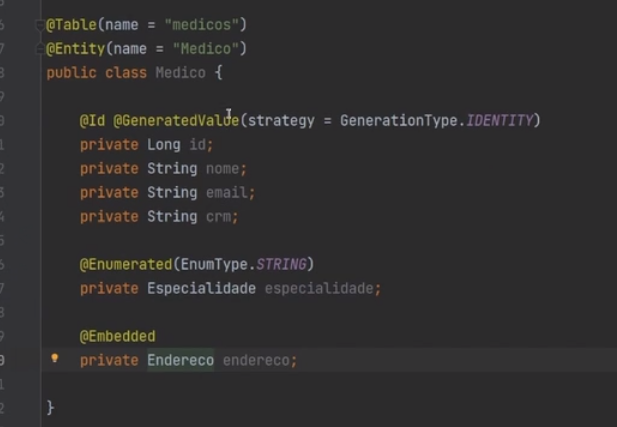 @Table(name = "medicos")
@Entity(name = "Medico")
public class Medico {
@Id @GeneratedValue(strategy = GenerationType.IDENTITY)
private Long id;
private String nome;
private String email;
private String crm;
@Enumerated(EnumType.STRING)
private Especialidade especialidade;
@Embedded
private Endereco endereco;
}